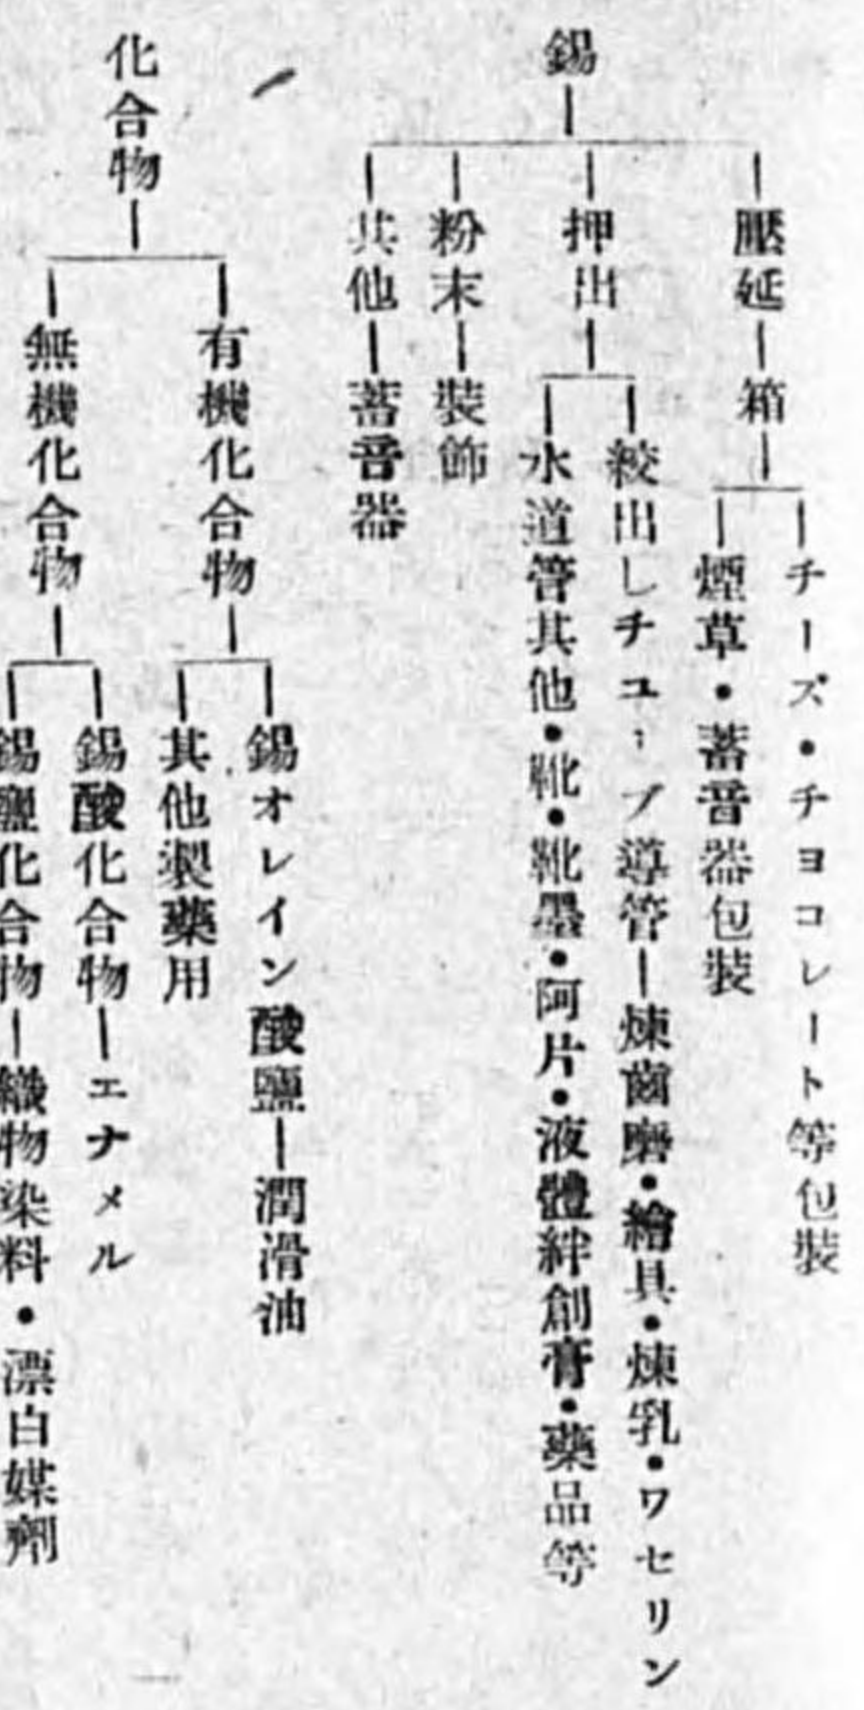 錫
壓延
箱
チーズ・チヨコレート等包裝
煙草・蓄音器包裝
押出
絞出しチユーブ導管
煉齒磨・繪具・煉乳・ワセリン
水道管其他・靴・靴墨・阿片・液體絆創膏・藥品等
粉末
裝飾
其他
蓄音器
化合物
有機化合物
錫オレイン酸鹽
潤滑油
其他製藥用
無機化合物
錫酸化合物
エナメル
錫鹽化合物
織物染料・漂白媒劑